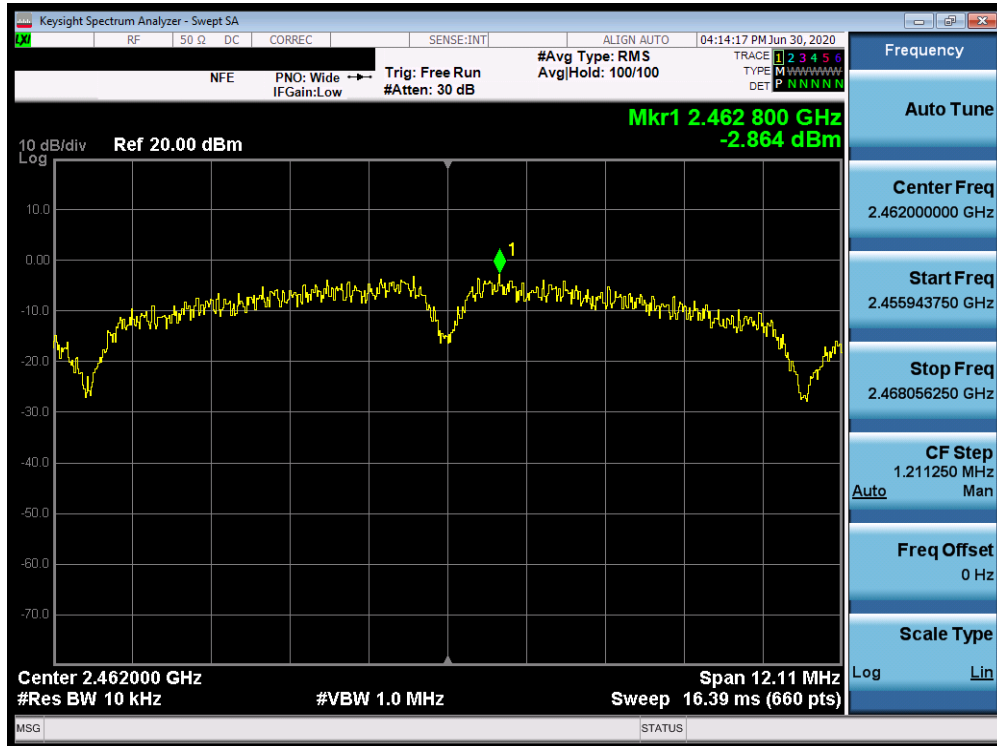 Keysight Spectrum Analyzer - Swept SA
LXI RF 50 Ω DC CORREC SENSE:INT ALIGN AUTO 04:14:17 PM Jun 30, 2020
NFE PNO: Wide Trig: Free Run #Avg Type: RMS TRACE 1 2 3 4 5 6
IFGain:Low #Atten: 30 dB Avg|Hold: 100/100 TYPE M WWWWW
DET P N N N N N
Mkr1 2.462 800 GHz
-2.864 dBm
10 dB/div Ref 20.00 dBm
Log
1
10.0
0.00
-10.0
-20.0
-30.0
-40.0
-50.0
-60.0
-70.0
Center 2.462000 GHz Span 12.11 MHz
#Res BW 10 kHz #VBW 1.0 MHz Sweep 16.39 ms (660 pts)
MSG STATUS
Frequency
Auto Tune
Center Freq
2.462000000 GHz
Start Freq
2.455943750 GHz
Stop Freq
2.468056250 GHz
CF Step
1.211250 MHz
Auto Man
Freq Offset
0 Hz
Scale Type
Log Lin